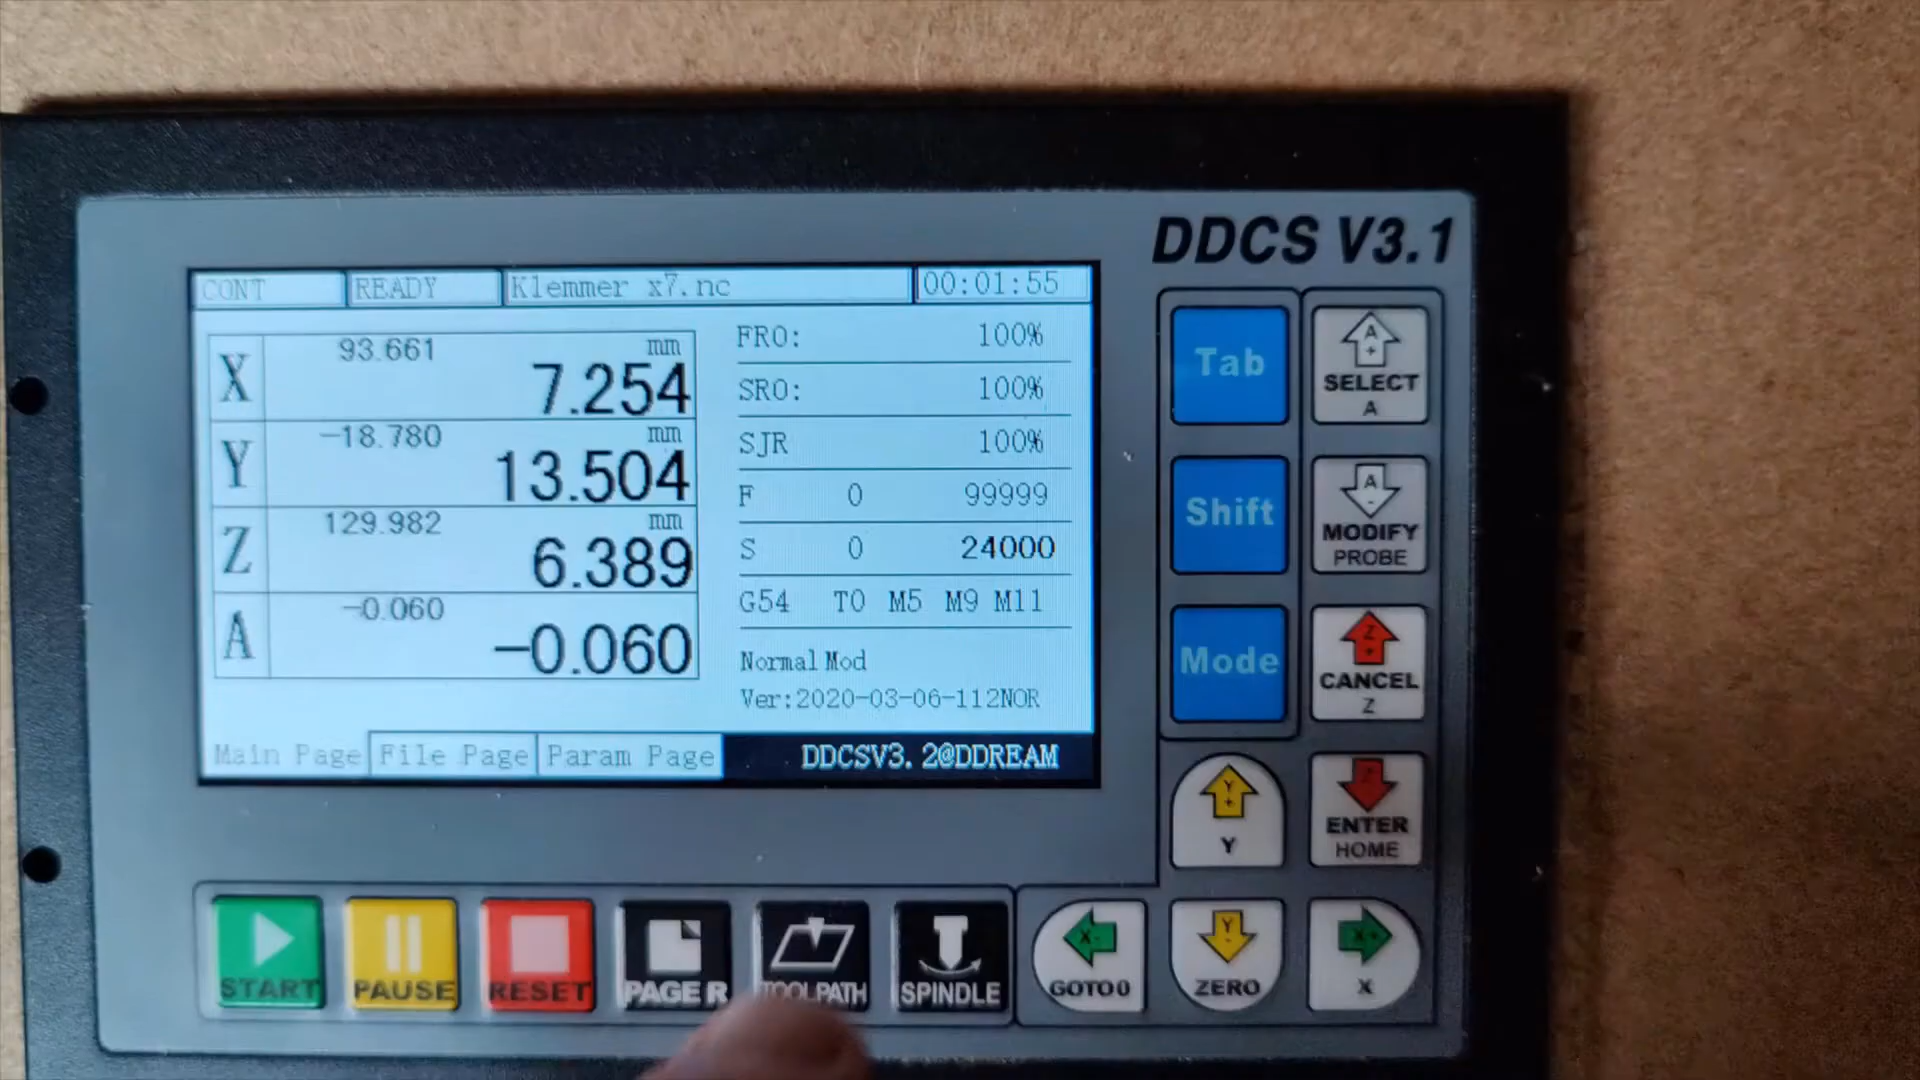 DDCS V3.1
CONT READY Klemmer x7.nc 00:01:55
X 93.661 mm 7.254
Y -18.780 mm 13.504
Z 129.982 mm 6.389
A -0.060 -0.060
FRO: 100%
SRO: 100%
SJR 100%
F 0 99999
S 0 24000
G54 T0 M5 M9 M11
Normal Mod
Ver:2020-03-06-112NOR
Main Page File Page Param Page DDCSV3.2@DDREAM
Tab
A
+
SELECT
A
Shift
A
-
MODIFY
PROBE
Mode
Z
+
CANCEL
Z
Y
+
Y
Z
-
ENTER
HOME
START
PAUSE
RESET
PAGER
TOOLPATH
SPINDLE
X-
GOTO0
Y
-
ZERO
X+
X